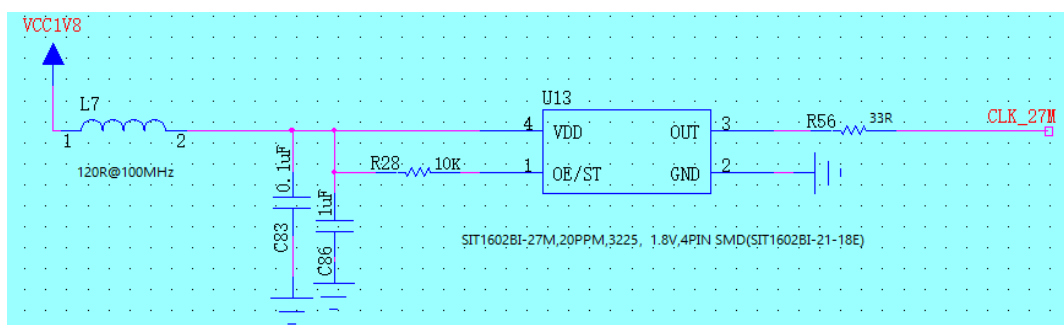 VCC1V8
L7
1
2
120R@100MHz
0.1uF
C83
1uF
C86
R28
10K
U13
4
VDD
OUT
3
1
OE/ST
GND
2
R56
33R
CLK_27M
SIT1602BI-27M,20PPM,3225, 1.8V,4PIN SMD(SIT1602BI-21-18E)